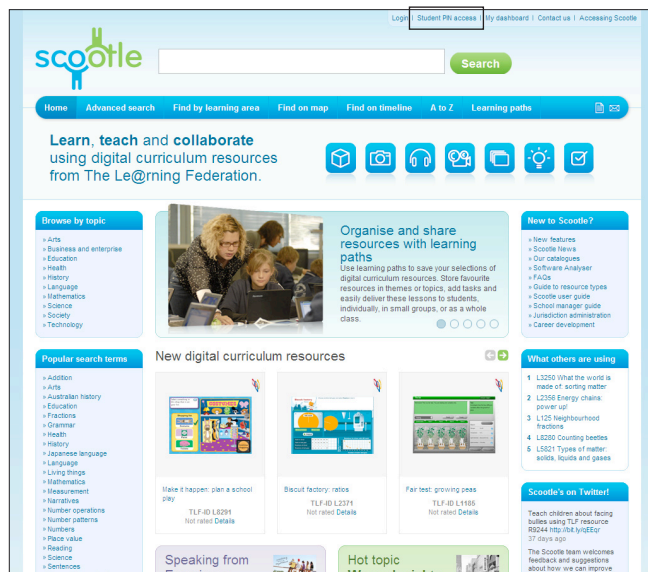 Login | Student PIN access | My dashboard | Contact us | Accessing Scootle
scootle
Search
Home Advanced search Find by learning area Find on map Find on timeline A to Z Learning paths
Learn, teach and collaborate
using digital curriculum resources
from The Le@rning Federation.
Browse by topic
» Arts
» Business and enterprise
» Education
» Health
» History
» Language
» Mathematics
» Science
» Society
» Technology
Organise and share
resources with learning
paths
Use learning paths to save your selections of
digital curriculum resources. Store favourite
resources in themes or topics, add tasks and
easily deliver these lessons to students,
individually, in small groups, or as a whole
class.
New to Scootle?
» New features
» Scootle News
» Our catalogues
» Software Analyser
» FAQs
» Guide to resource types
» Scootle user guide
» School manager guide
» Jurisdiction administration
» Career development
Popular search terms
» Addition
» Arts
» Australian history
» Education
» Fractions
» Grammar
» Health
» History
» Japanese language
» Language
» Living things
» Mathematics
» Measurement
» Narratives
» Number operations
» Number patterns
» Numbers
» Place value
» Reading
» Science
» Sentences
New digital curriculum resources
Make it happen: plan a school
play
TLF-ID L8291
Not rated Details
Biscuit factory: ratios
TLF-ID L2371
Not rated Details
Fair test: growing peas
TLF-ID L1185
Not rated Details
Speaking from
Hot topic
What others are using
1 L3250 What the world is
made of: sorting matter
2 L2356 Energy chains:
power up!
3 L125 Neighbourhood
fractions
4 L8280 Counting beetles
5 L5821 Types of matter:
solids, liquids and gases
Scootle's on Twitter!
Teach children about facing
bullies using TLF resource
R9244 http://bit.ly/qEEqr
37 days ago
The Scootle team welcomes
feedback and suggestions
about how we can improve